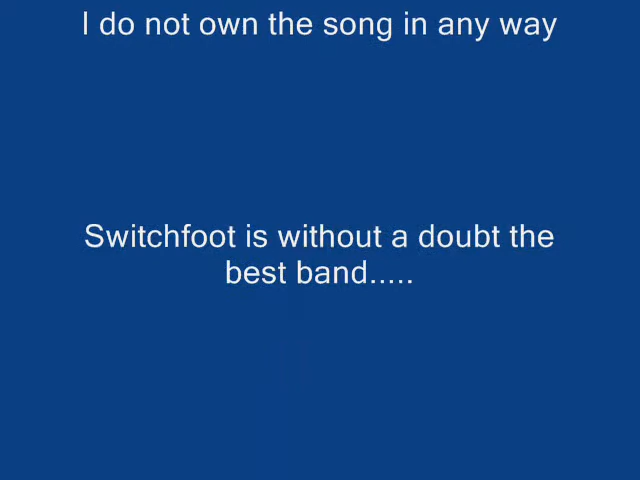 I do not own the song in any way
Switchfoot is without a doubt the
best band.....